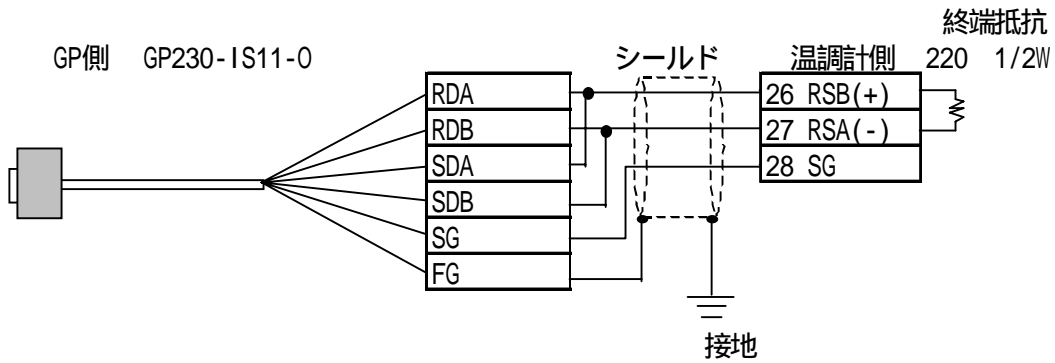 終端抵抗
GP側 GP230-IS11-O シールド 温調計側 220 1/2W
RDA
RDB
SDA
SDB
SG
FG
26 RSB(+)
27 RSA(-)
28 SG
接地